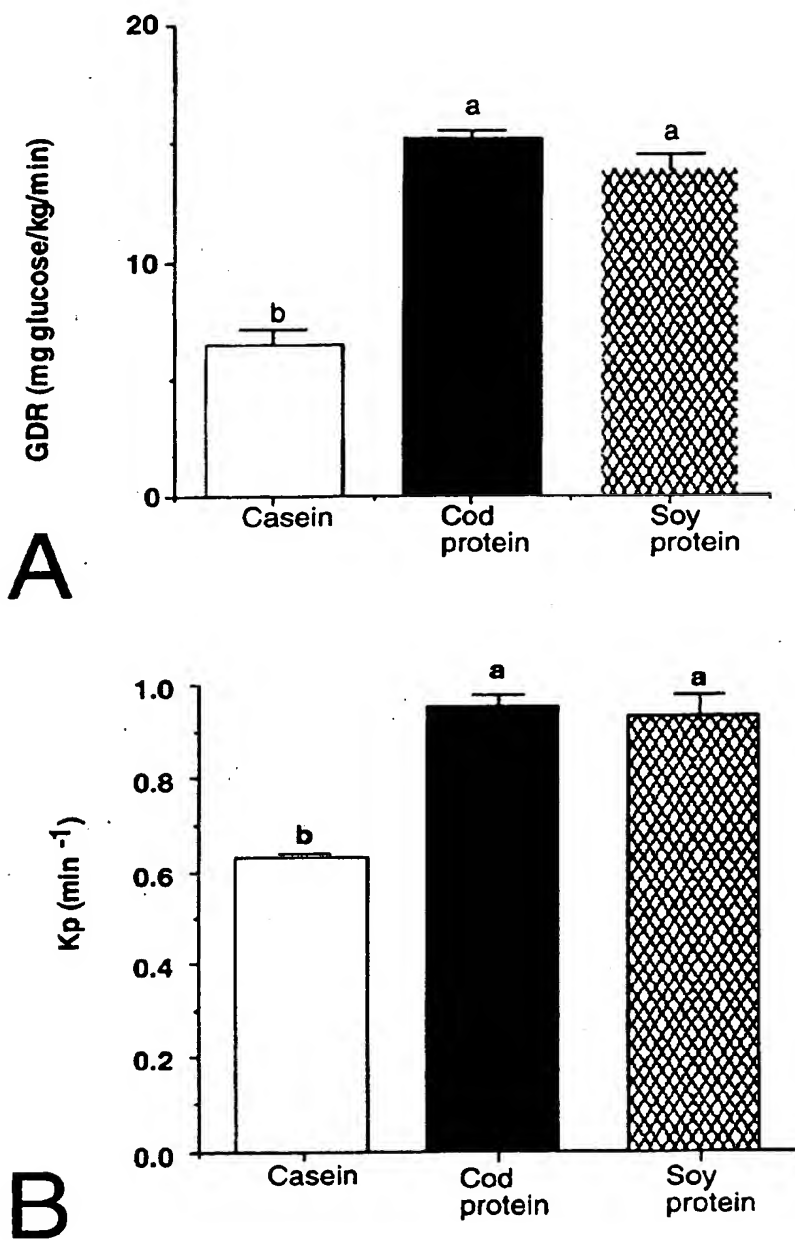 GDR (mg glucose/kg/min)
20
10
0
b
a
a
Casein
Cod
protein
Soy
protein
A
Kp (min -1)
1.0
0.8
0.6
0.4
0.2
0.0
b
a
a
Casein
Cod
protein
Soy
protein
B